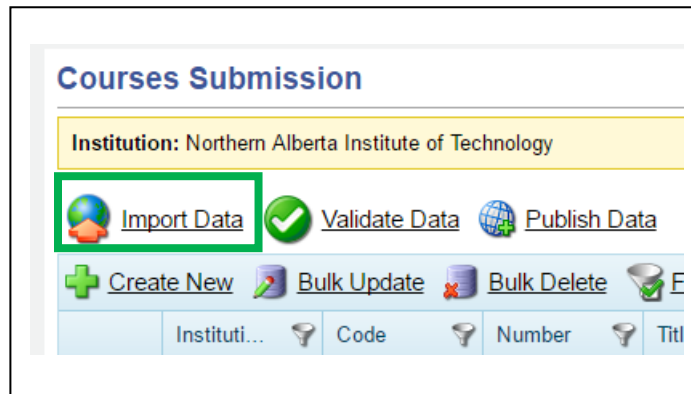 Courses Submission
Institution: Northern Alberta Institute of Technology
Import Data Validate Data Publish Data
Create New Bulk Update Bulk Delete
Instituti... Code Number